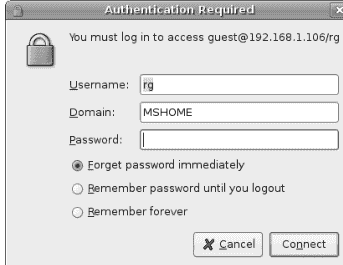 Authentication Required
You must log in to access guest@192.168.1.106/rg
Username: rg
Domain: MSHOME
Password:
Forget password immediately
Remember password until you logout
Remember forever
Cancel Connect